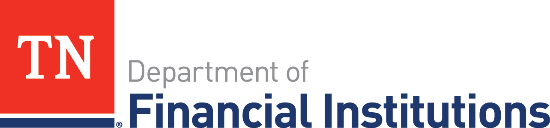 TN
®
Department of
Financial Institutions